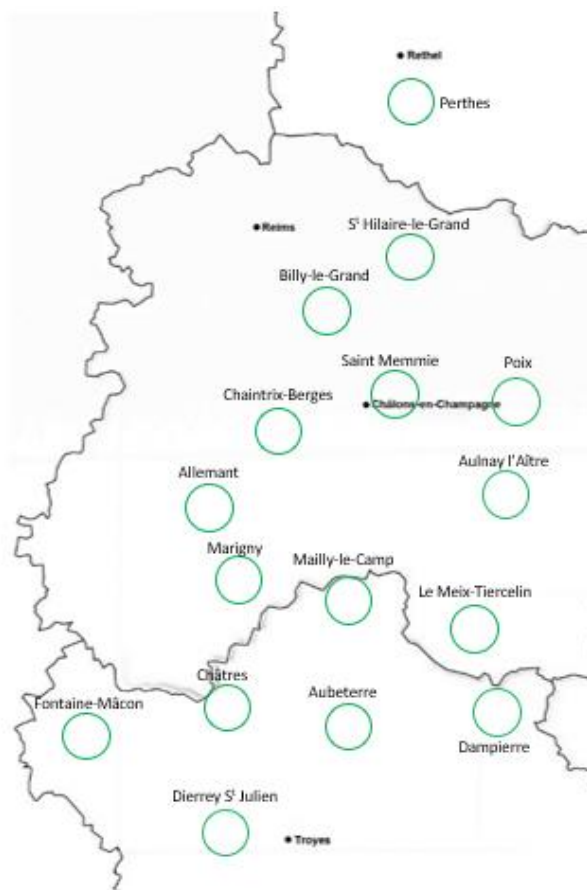 Rethel
Perthes
Sᵗ Hilaire-le-Grand
Reims
Billy-le-Grand
Saint Memmie
Poix
Chaintrix-Berges
Châlons-en-Champagne
Aulnay l'Aître
Allemant
Marigny
Mailly-le-Camp
Le Meix-Tiercelin
Châtres
Aubeterre
Fontaine-Mâcon
Dampierre
Dierrey Sᵗ Julien
Troyes